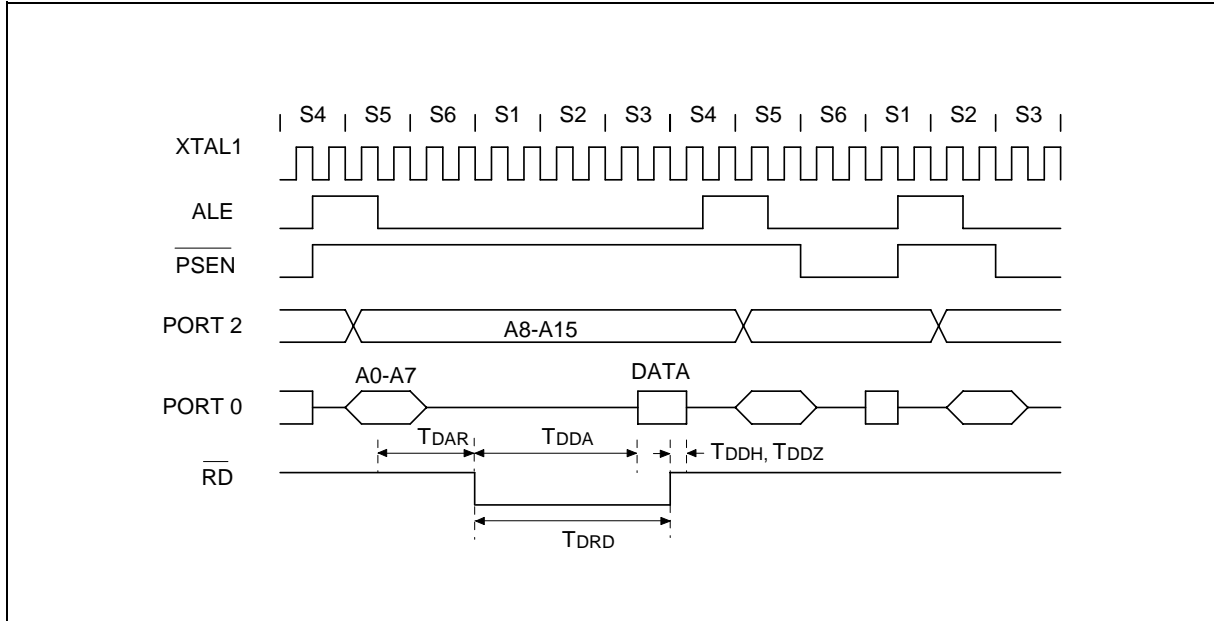 | S4 | S5 | S6 | S1 | S2 | S3 | S4 | S5 | S6 | S1 | S2 | S3 |
XTAL1
ALE
PSEN
PORT 2
A8-A15
A0-A7
DATA
PORT 0
TDAR
TDDA
TDDH, TDDZ
RD
TDRD